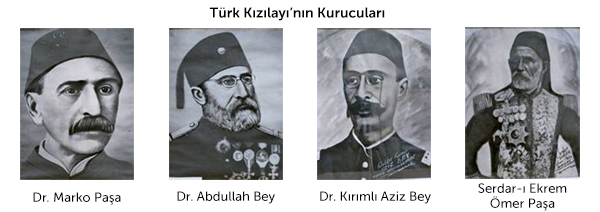 Türk Kızılayı’nın Kurucuları
Dr. Marko Paşa
Dr. Abdullah Bey
Dr. Kırımlı Aziz Bey
Serdar-ı Ekrem
Ömer Paşa